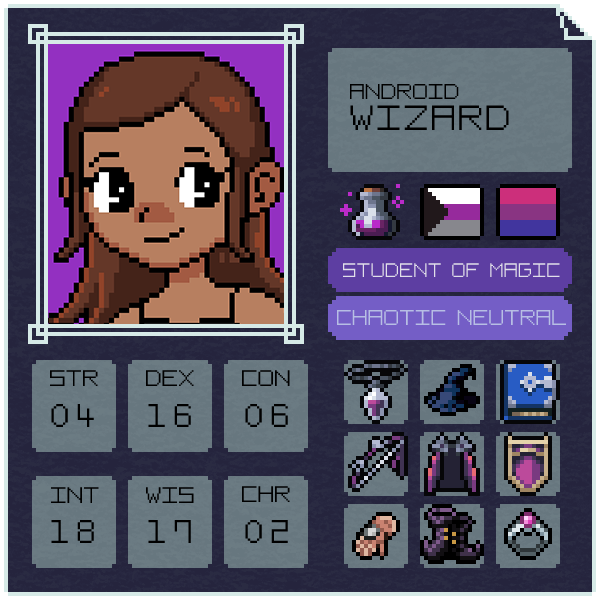 ANDROID
WIZARD
STUDENT OF MAGIC
CHAOTIC NEUTRAL
STR DEX CON
04 16 06
INT WIS CHR
18 17 02